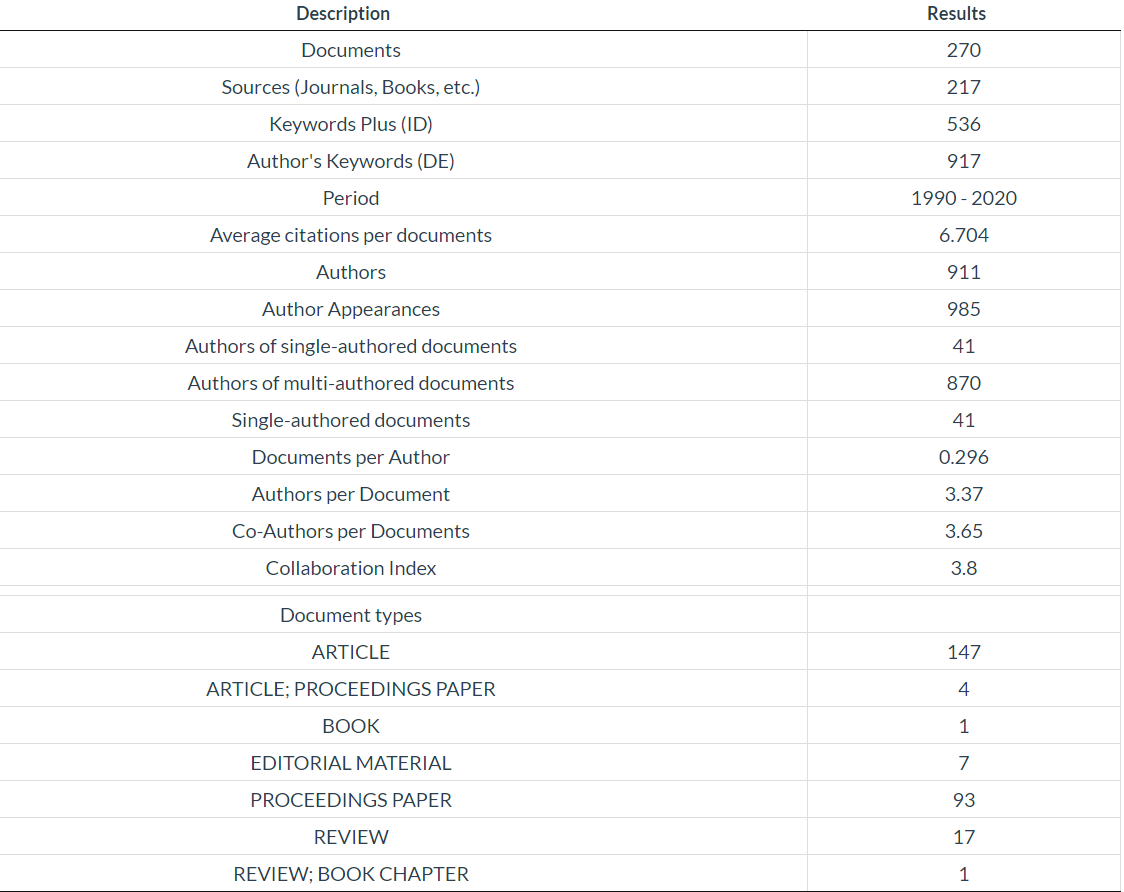 Description Results
Documents 270
Sources (Journals, Books, etc.) 217
Keywords Plus (ID) 536
Author's Keywords (DE) 917
Period 1990 - 2020
Average citations per documents 6.704
Authors 911
Author Appearances 985
Authors of single-authored documents 41
Authors of multi-authored documents 870
Single-authored documents 41
Documents per Author 0.296
Authors per Document 3.37
Co-Authors per Documents 3.65
Collaboration Index 3.8
Document types
ARTICLE 147
ARTICLE; PROCEEDINGS PAPER 4
BOOK 1
EDITORIAL MATERIAL 7
PROCEEDINGS PAPER 93
REVIEW 17
REVIEW; BOOK CHAPTER 1